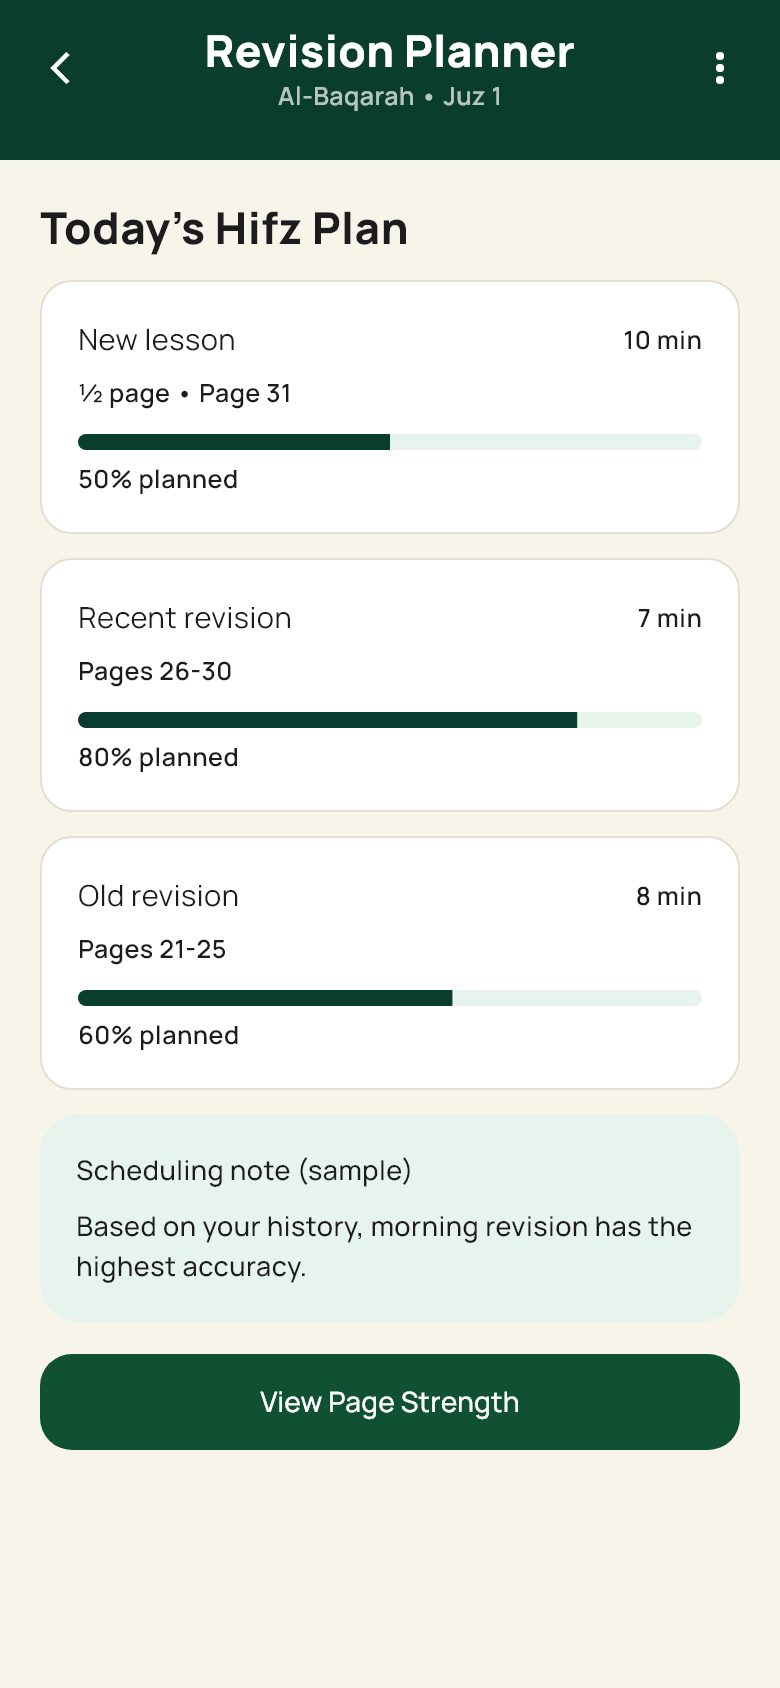 Revision Planner
Al-Baqarah • Juz 1
Today’s Hifz Plan
New lesson 10 min
½ page • Page 31
50% planned
Recent revision 7 min
Pages 26-30
80% planned
Old revision 8 min
Pages 21-25
60% planned
Scheduling note (sample)
Based on your history, morning revision has the
highest accuracy.
View Page Strength